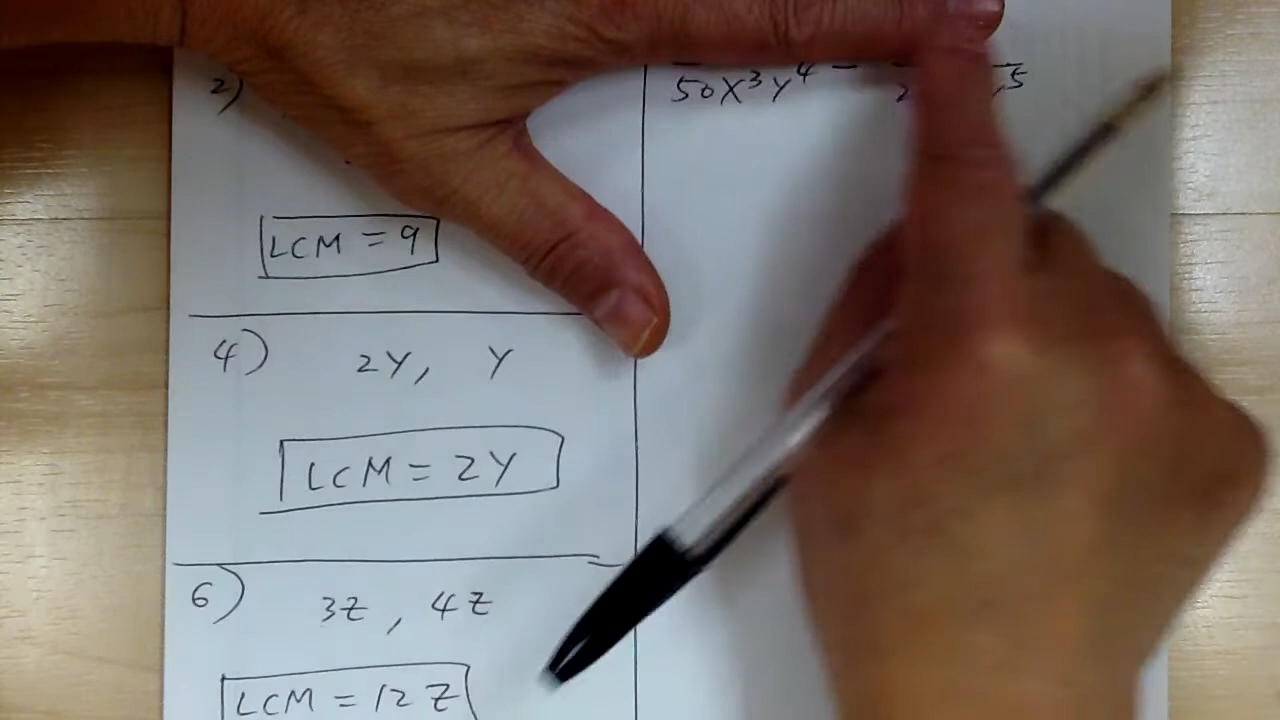 2)
LCM = 9
4) 2Y, Y
LCM = 2Y
6) 3Z, 4Z
LCM = 12Z
50X³Y⁴ -